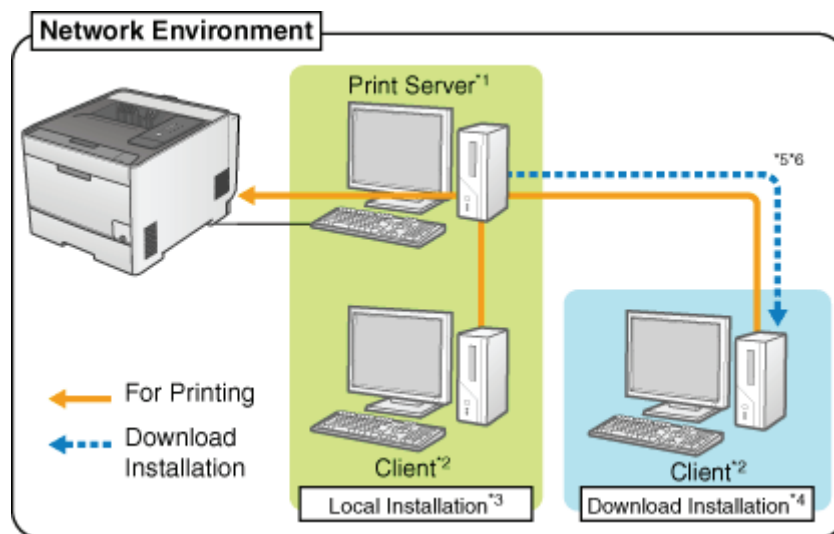 Network Environment
Print Server*1
*5*6
For Printing
Download
Installation
Client*2
Local Installation*3
Client*2
Download Installation*4